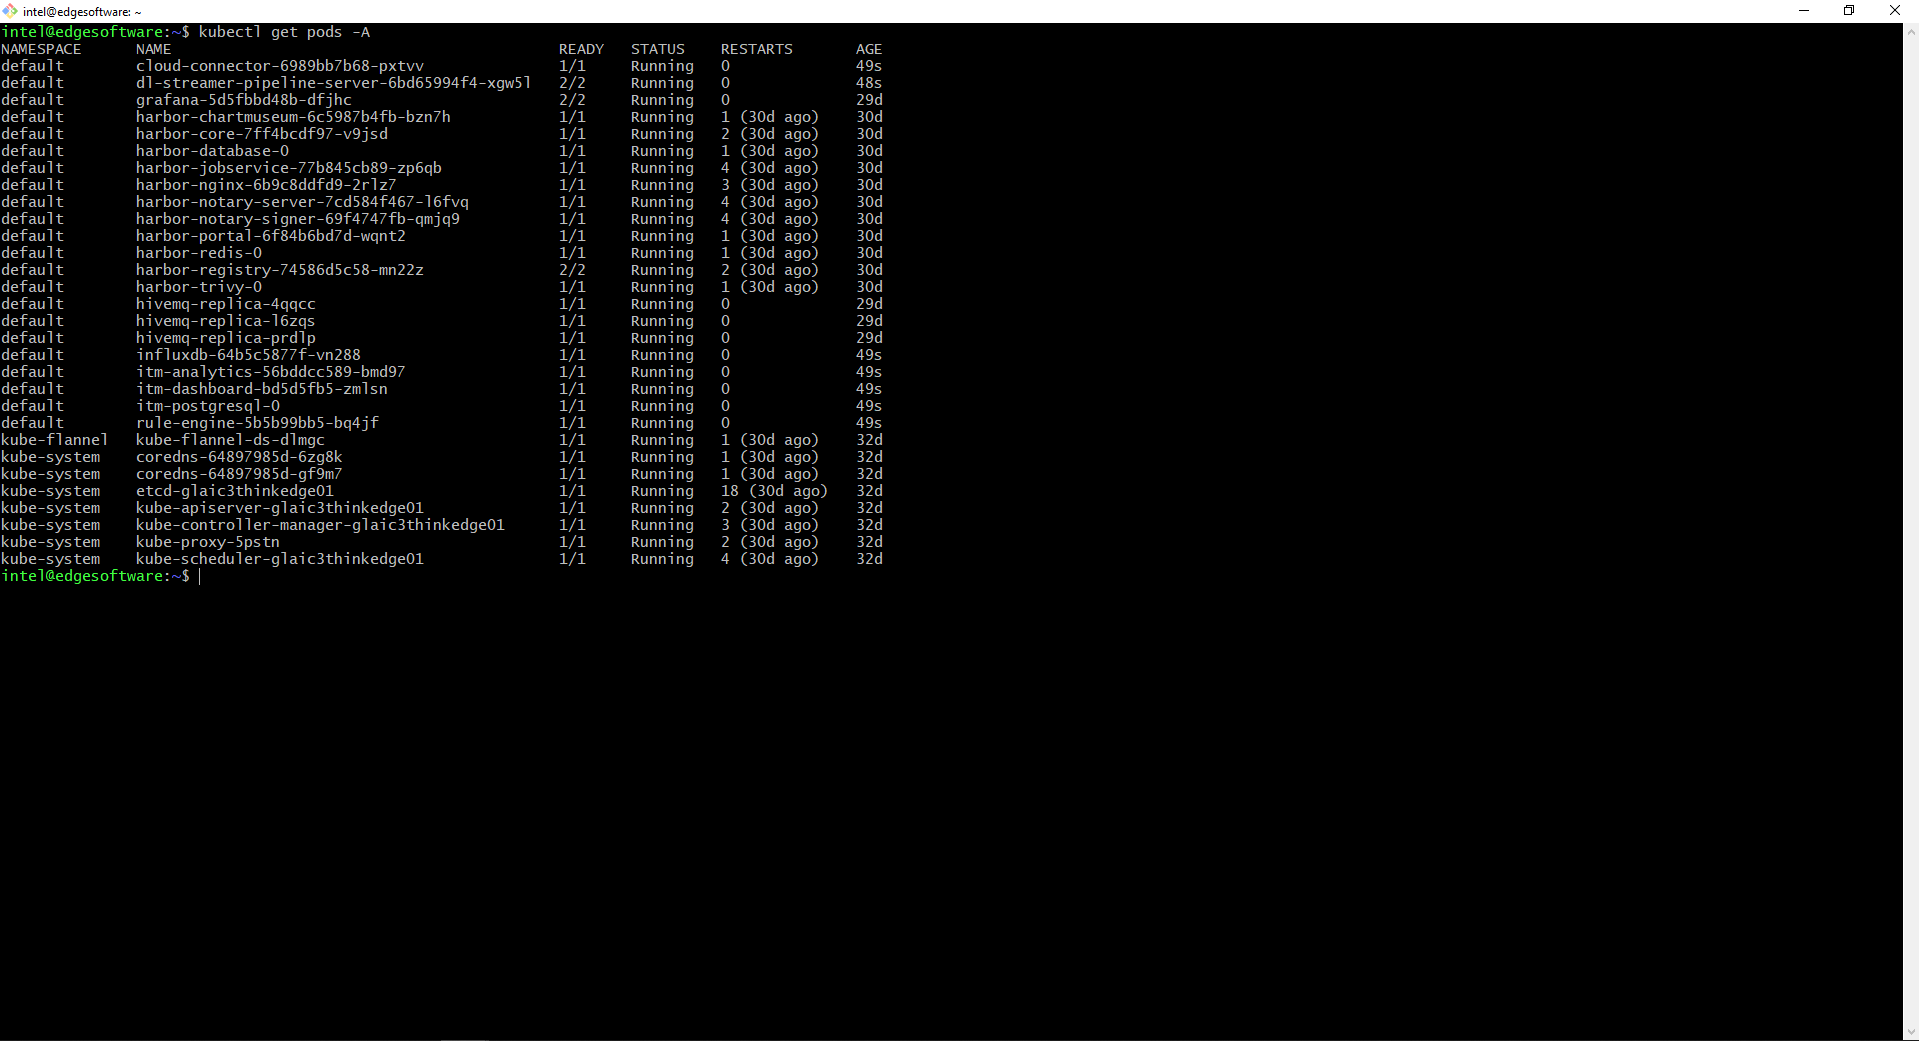 intel@edgesoftware: ~
intel@edgesoftware:~$ kubectl get pods -A
NAMESPACE NAME READY STATUS RESTARTS AGE
default cloud-connector-6989bb7b68-pxtvv 1/1 Running 0 49s
default dl-streamer-pipeline-server-6bd65994f4-xgw5l 2/2 Running 0 48s
default grafana-5d5fbbd48b-dfjhc 2/2 Running 0 29d
default harbor-chartmuseum-6c5987b4fb-bzn7h 1/1 Running 1 (30d ago) 30d
default harbor-core-7ff4bcdf97-v9jsd 1/1 Running 2 (30d ago) 30d
default harbor-database-0 1/1 Running 1 (30d ago) 30d
default harbor-jobservice-77b845cb89-zp6qb 1/1 Running 4 (30d ago) 30d
default harbor-nginx-6b9c8ddfd9-2rlz7 1/1 Running 3 (30d ago) 30d
default harbor-notary-server-7cd584f467-l6fvq 1/1 Running 4 (30d ago) 30d
default harbor-notary-signer-69f4747fb-qmjq9 1/1 Running 4 (30d ago) 30d
default harbor-portal-6f84b6bd7d-wqnt2 1/1 Running 1 (30d ago) 30d
default harbor-redis-0 1/1 Running 1 (30d ago) 30d
default harbor-registry-74586d5c58-mn22z 2/2 Running 2 (30d ago) 30d
default harbor-trivy-0 1/1 Running 1 (30d ago) 30d
default hivemq-replica-4qqcc 1/1 Running 0 29d
default hivemq-replica-l6zqs 1/1 Running 0 29d
default hivemq-replica-prdlp 1/1 Running 0 29d
default influxdb-64b5c5877f-vn288 1/1 Running 0 49s
default itm-analytics-56bddcc589-bmd97 1/1 Running 0 49s
default itm-dashboard-bd5d5fb5-zmlsn 1/1 Running 0 49s
default itm-postgresql-0 1/1 Running 0 49s
default rule-engine-5b5b99bb5-bq4jf 1/1 Running 0 49s
kube-flannel kube-flannel-ds-dlmgc 1/1 Running 1 (30d ago) 32d
kube-system coredns-64897985d-6zg8k 1/1 Running 1 (30d ago) 32d
kube-system coredns-64897985d-gf9m7 1/1 Running 1 (30d ago) 32d
kube-system etcd-glaic3thinkedge01 1/1 Running 18 (30d ago) 32d
kube-system kube-apiserver-glaic3thinkedge01 1/1 Running 2 (30d ago) 32d
kube-system kube-controller-manager-glaic3thinkedge01 1/1 Running 3 (30d ago) 32d
kube-system kube-proxy-5pstn 1/1 Running 2 (30d ago) 32d
kube-system kube-scheduler-glaic3thinkedge01 1/1 Running 4 (30d ago) 32d
intel@edgesoftware:~$